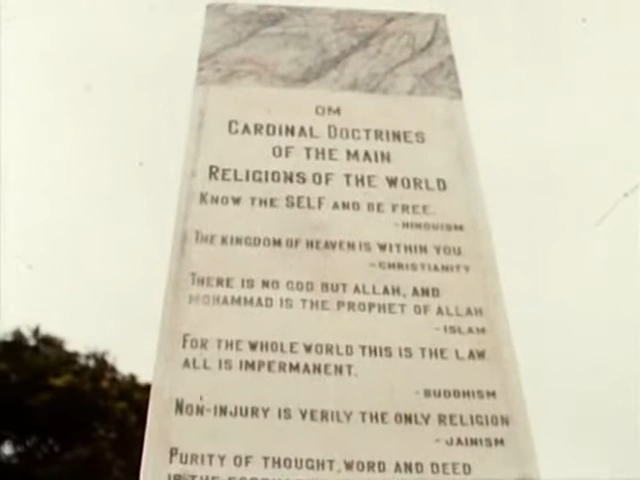 OM
CARDINAL DOCTRINES
OF THE MAIN
RELIGIONS OF THE WORLD
KNOW THE SELF AND BE FREE.
-HINDUISM
THE KINGDOM OF HEAVEN IS WITHIN YOU
-CHRISTIANITY
THERE IS NO GOD BUT ALLAH, AND
MOHAMMAD IS THE PROPHET OF ALLAH
-ISLAM
FOR THE WHOLE WORLD THIS IS THE LAW
ALL IS IMPERMANENT.
-BUDDHISM
NON-INJURY IS VERILY THE ONLY RELIGION
-JAINISM
PURITY OF THOUGHT, WORD AND DEED
IS THE